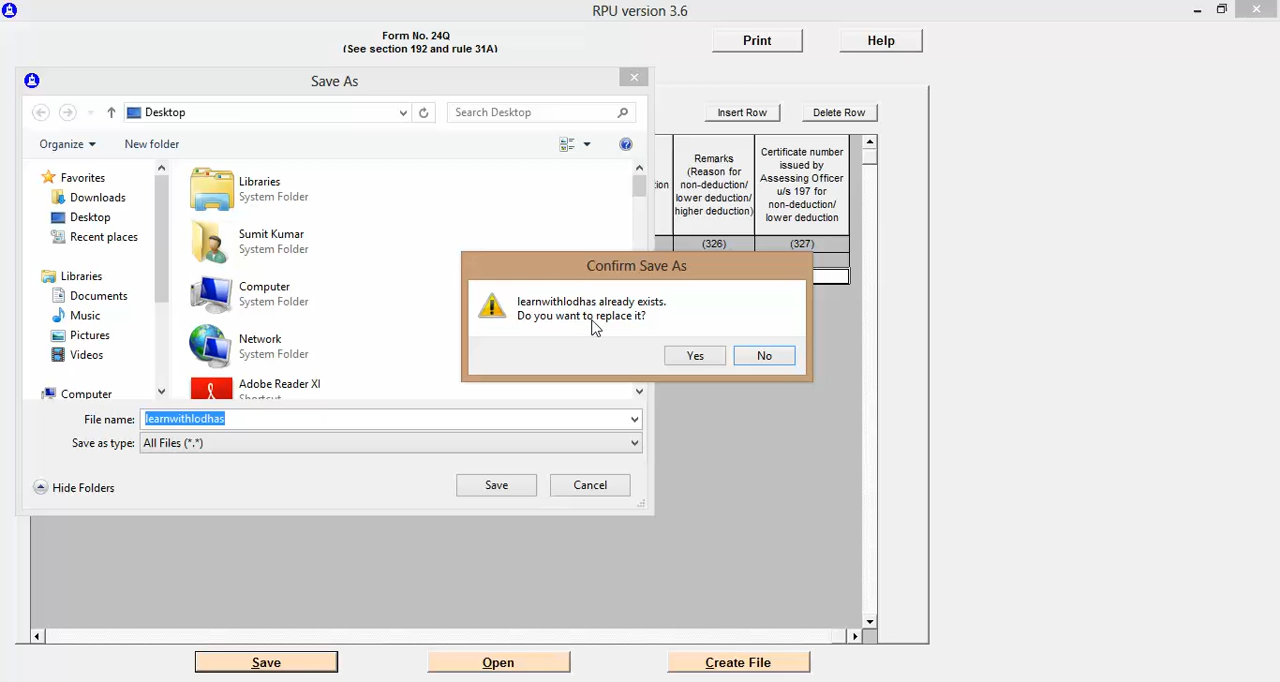 RPU version 3.6
Form No. 24Q
(See section 192 and rule 31A)
Print
Help
Save As
Desktop
Search Desktop
Organize
New folder
Insert Row
Delete Row
Favorites
Downloads
Desktop
Recent places
Libraries
Documents
Music
Pictures
Videos
Computer
Libraries
System Folder
Sumit Kumar
System Folder
Computer
System Folder
Network
System Folder
Adobe Reader XI
Shortcut
Remarks
(Reason for
non-deduction/
lower deduction/
higher deduction)
(326)
Certificate number
issued by
Assessing Officer
u/s 197 for
non-deduction/
lower deduction
(327)
Confirm Save As
learnwithlodhas already exists.
Do you want to replace it?
Yes
No
File name: learnwithlodhas
Save as type: All Files (*.*)
Hide Folders
Save
Cancel
Save
Open
Create File